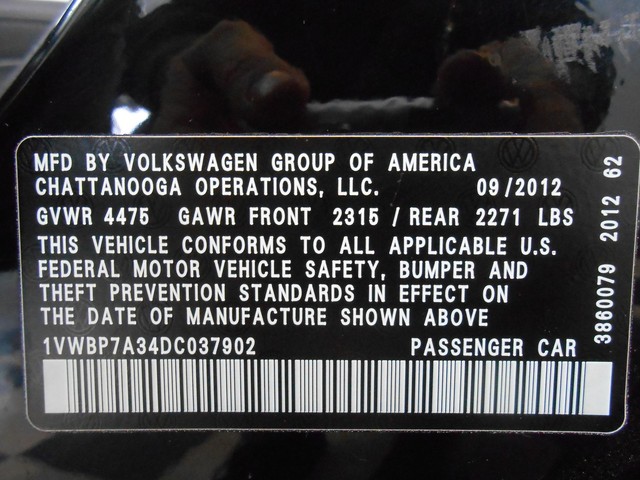 MFD BY VOLKSWAGEN GROUP OF AMERICA
CHATTANOOGA OPERATIONS, LLC. 09/2012
GVWR 4475 GAWR FRONT 2315 / REAR 2271 LBS
THIS VEHICLE CONFORMS TO ALL APPLICABLE U.S.
FEDERAL MOTOR VEHICLE SAFETY, BUMPER AND
THEFT PREVENTION STANDARDS IN EFFECT ON
THE DATE OF MANUFACTURE SHOWN ABOVE
1VWBP7A34DC037902 PASSENGER CAR
3860079 2012 62